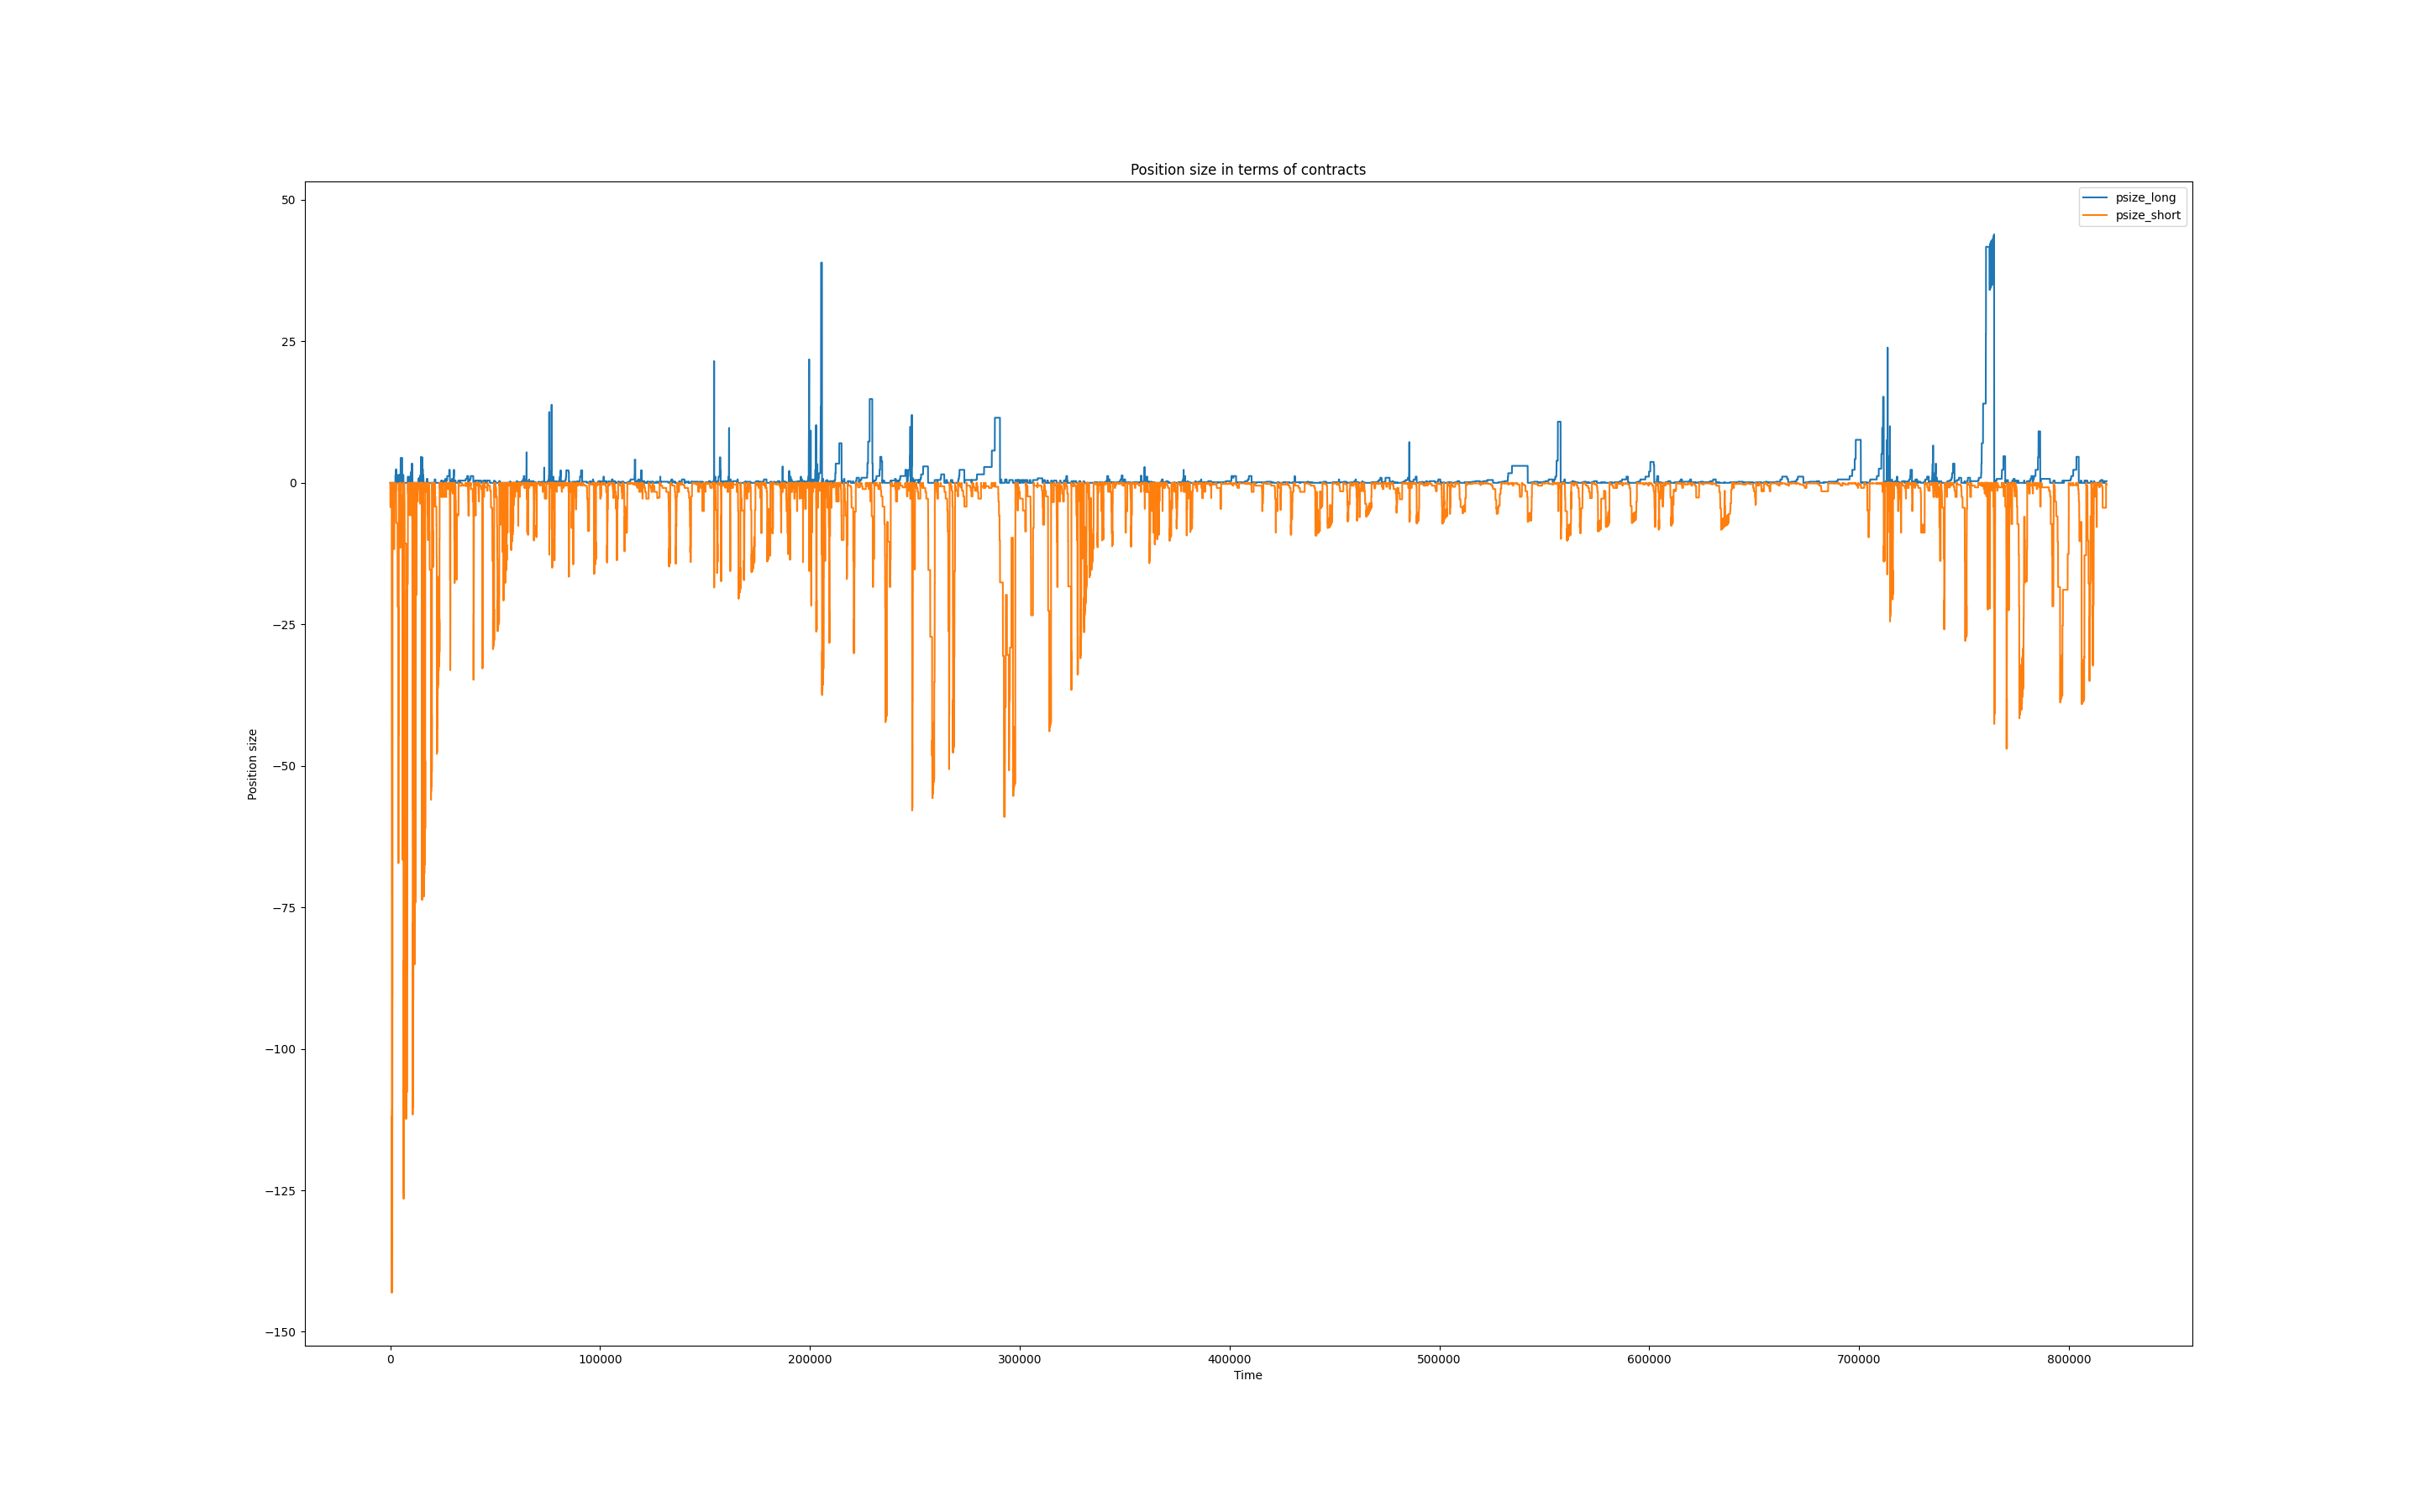 Position size in terms of contracts
psize_long
psize_short
50
25
0
−25
−50
−75
−100
−125
−150
Position size
0 100000 200000 300000 400000 500000 600000 700000 800000
Time